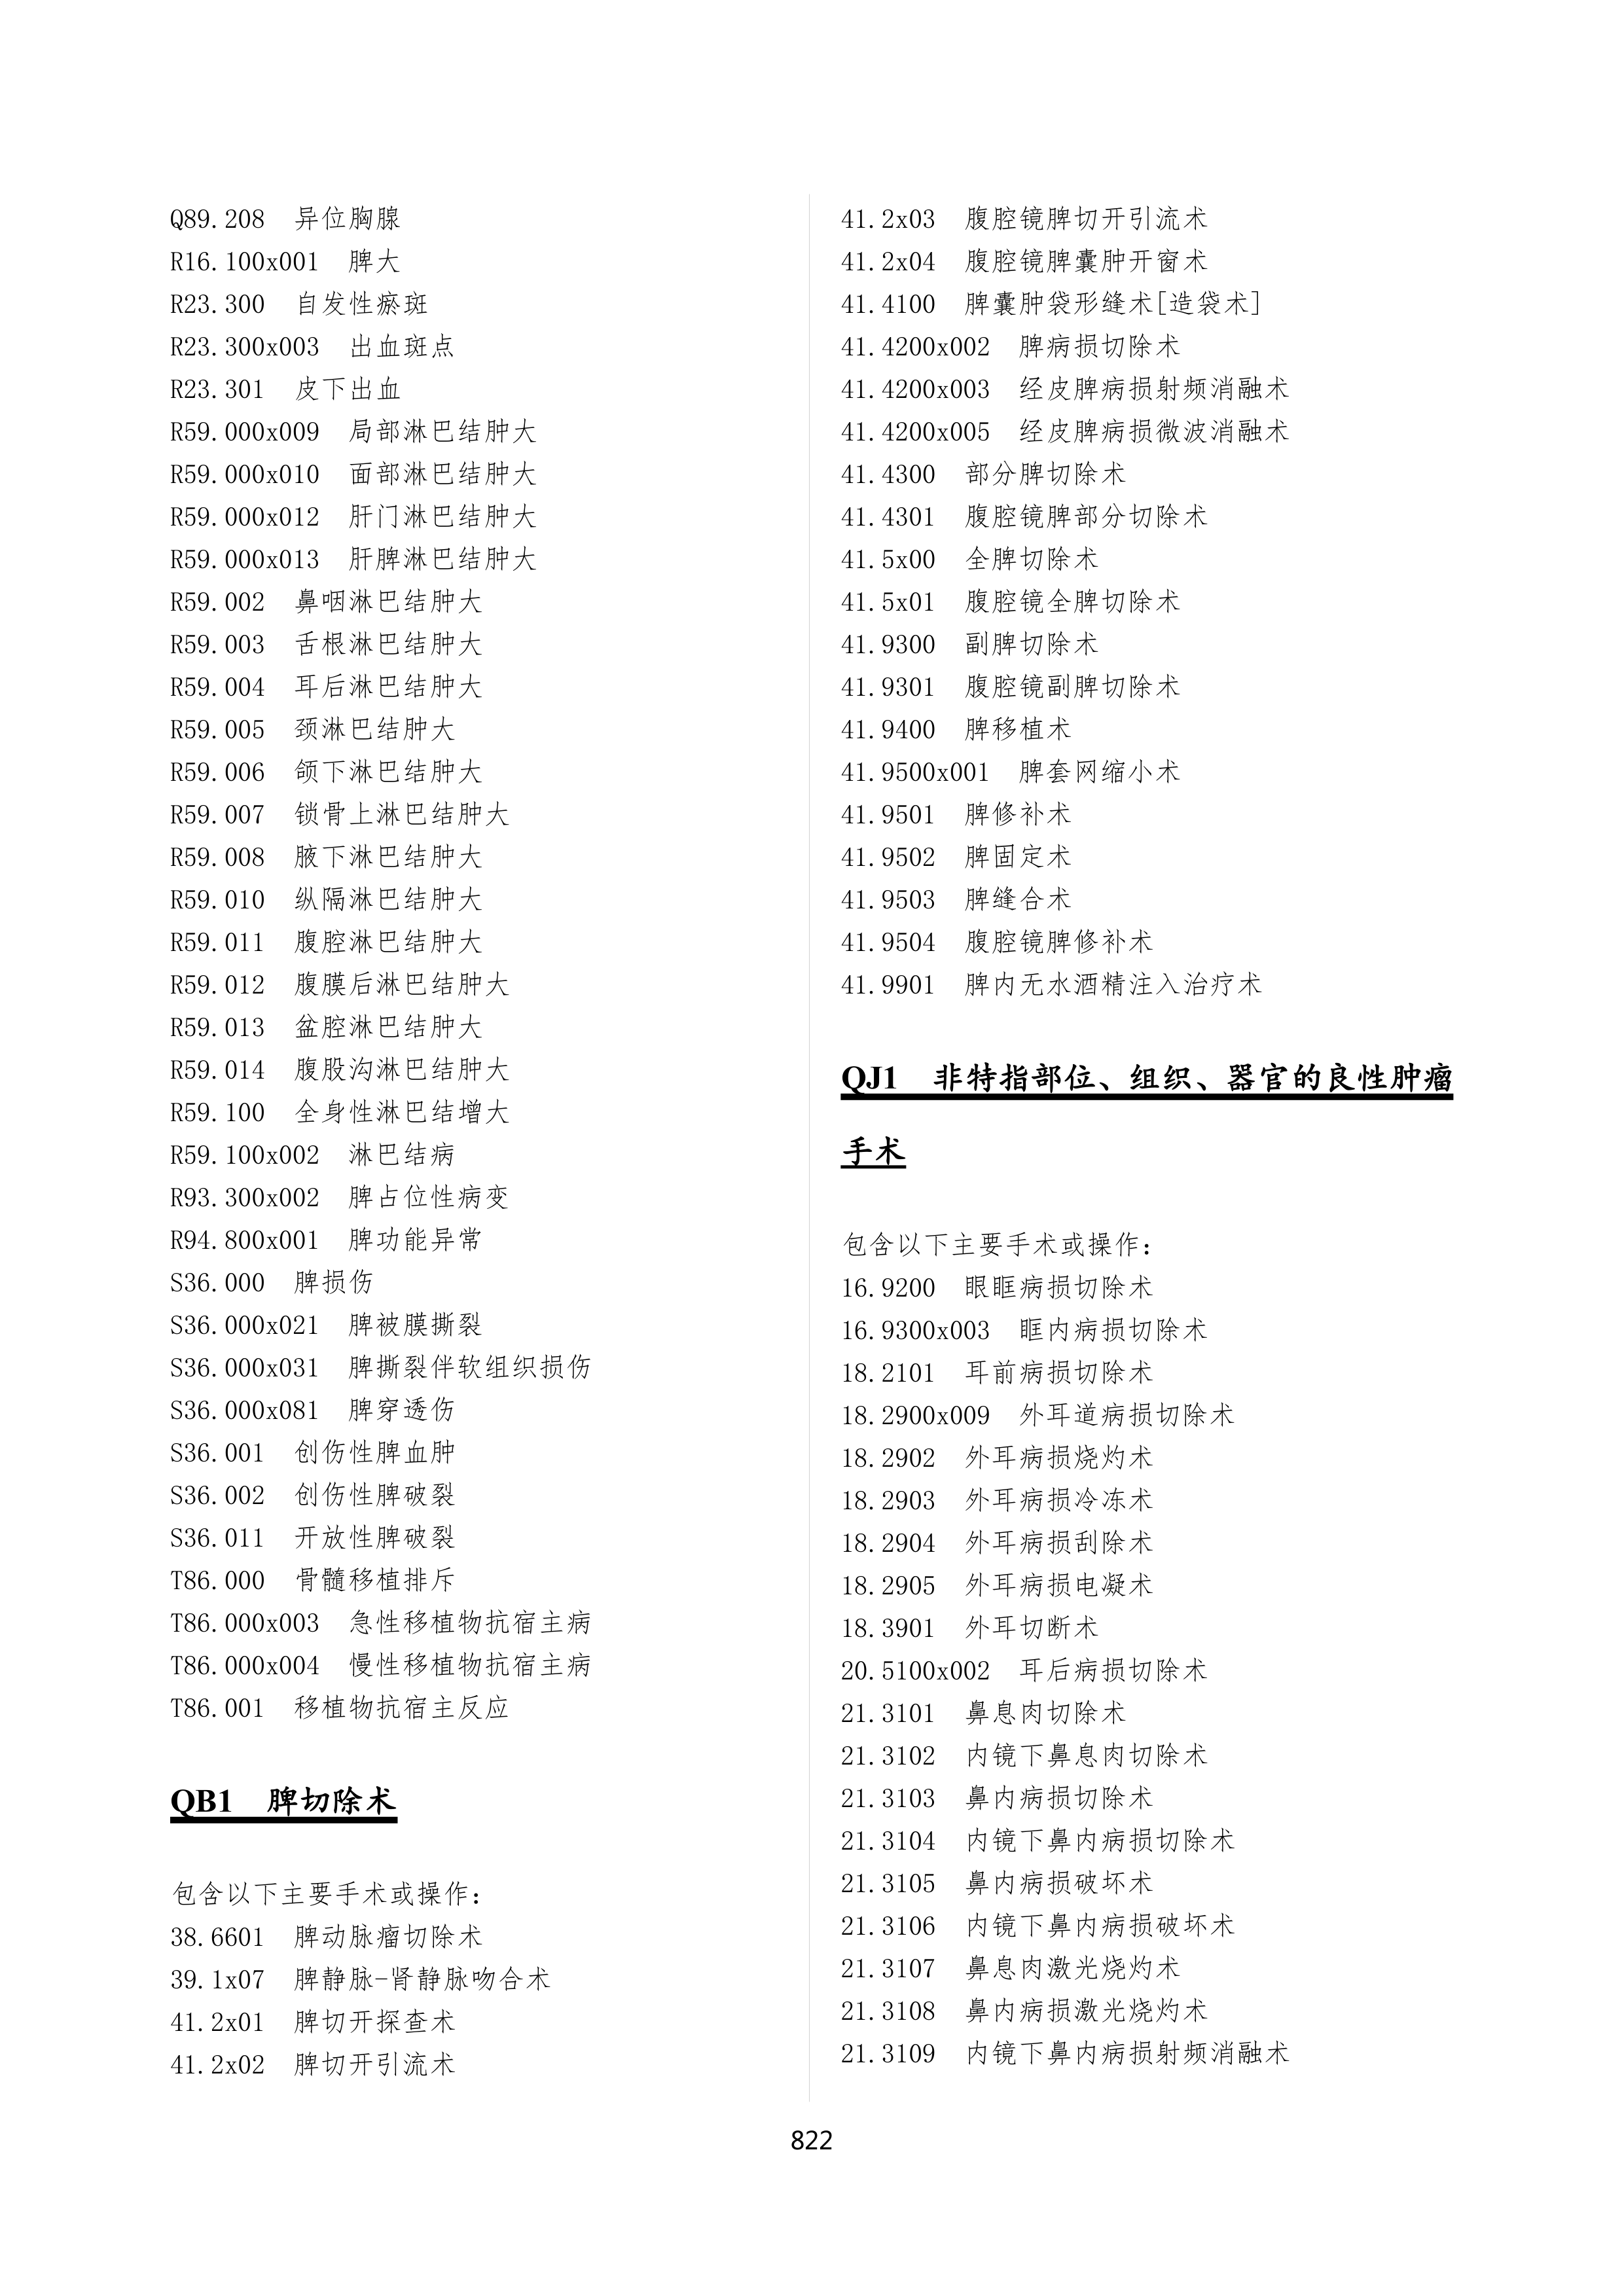 Q89.208  异位胸腺
R16.100x001  脾大
R23.300  自发性瘀斑
R23.300x003  出血斑点
R23.301  皮下出血
R59.000x009  局部淋巴结肿大
R59.000x010  面部淋巴结肿大
R59.000x012  肝门淋巴结肿大
R59.000x013  肝脾淋巴结肿大
R59.002  鼻咽淋巴结肿大
R59.003  舌根淋巴结肿大
R59.004  耳后淋巴结肿大
R59.005  颈淋巴结肿大
R59.006  颌下淋巴结肿大
R59.007  锁骨上淋巴结肿大
R59.008  腋下淋巴结肿大
R59.010  纵隔淋巴结肿大
R59.011  腹腔淋巴结肿大
R59.012  腹膜后淋巴结肿大
R59.013  盆腔淋巴结肿大
R59.014  腹股沟淋巴结肿大
R59.100  全身性淋巴结增大
R59.100x002  淋巴结病
R93.300x002  脾占位性病变
R94.800x001  脾功能异常
S36.000  脾损伤
S36.000x021  脾被膜撕裂
S36.000x031  脾撕裂伴软组织损伤
S36.000x081  脾穿透伤
S36.001  创伤性脾血肿
S36.002  创伤性脾破裂
S36.011  开放性脾破裂
T86.000  骨髓移植排斥
T86.000x003  急性移植物抗宿主病
T86.000x004  慢性移植物抗宿主病
T86.001  移植物抗宿主反应
QB1  脾切除术
包含以下主要手术或操作：
38.6601  脾动脉瘤切除术
39.1x07  脾静脉-肾静脉吻合术
41.2x01  脾切开探查术
41.2x02  脾切开引流术
41.2x03  腹腔镜脾切开引流术
41.2x04  腹腔镜脾囊肿开窗术
41.4100  脾囊肿袋形缝术[造袋术]
41.4200x002  脾病损切除术
41.4200x003  经皮脾病损射频消融术
41.4200x005  经皮脾病损微波消融术
41.4300  部分脾切除术
41.4301  腹腔镜脾部分切除术
41.5x00  全脾切除术
41.5x01  腹腔镜全脾切除术
41.9300  副脾切除术
41.9301  腹腔镜副脾切除术
41.9400  脾移植术
41.9500x001  脾套网缩小术
41.9501  脾修补术
41.9502  脾固定术
41.9503  脾缝合术
41.9504  腹腔镜脾修补术
41.9901  脾内无水酒精注入治疗术
QJ1  非特指部位、组织、器官的良性肿瘤
手术
包含以下主要手术或操作：
16.9200  眼眶病损切除术
16.9300x003  眶内病损切除术
18.2101  耳前病损切除术
18.2900x009  外耳道病损切除术
18.2902  外耳病损烧灼术
18.2903  外耳病损冷冻术
18.2904  外耳病损刮除术
18.2905  外耳病损电凝术
18.3901  外耳切断术
20.5100x002  耳后病损切除术
21.3101  鼻息肉切除术
21.3102  内镜下鼻息肉切除术
21.3103  鼻内病损切除术
21.3104  内镜下鼻内病损切除术
21.3105  鼻内病损破坏术
21.3106  内镜下鼻内病损破坏术
21.3107  鼻息肉激光烧灼术
21.3108  鼻内病损激光烧灼术
21.3109  内镜下鼻内病损射频消融术
822